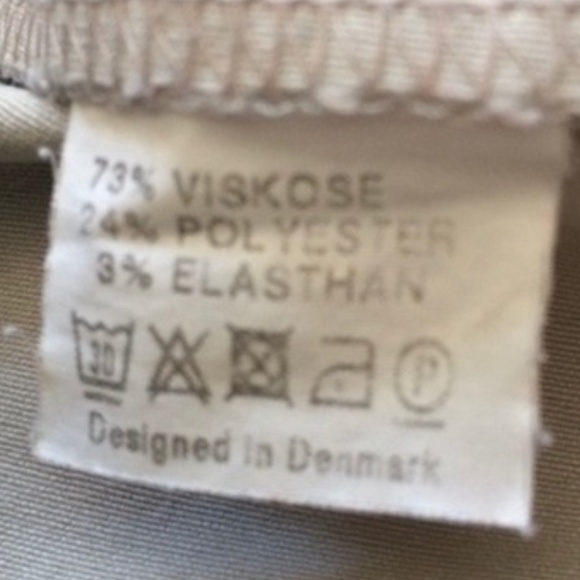 73% VISKOSE
24% POLYESTER
3% ELASTHAN
30 P
Designed in Denmark